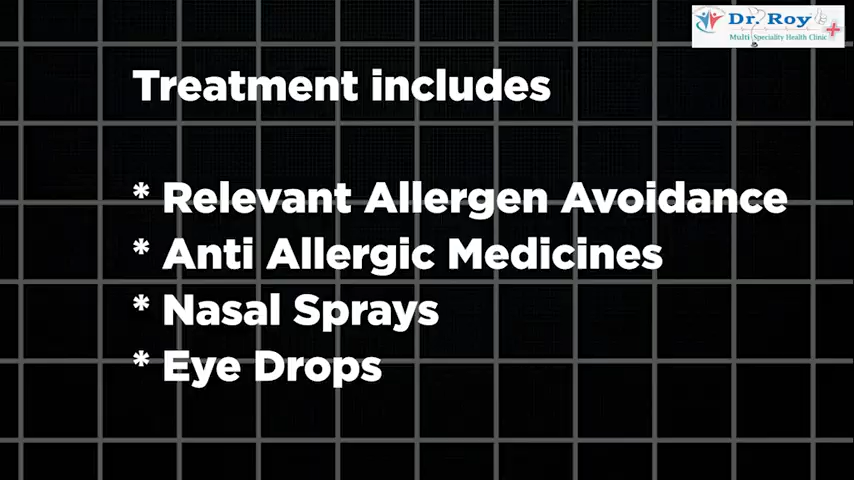 Dr. Roy
Multi Speciality Health Clinic
Treatment includes
* Relevant Allergen Avoidance
* Anti Allergic Medicines
* Nasal Sprays
* Eye Drops